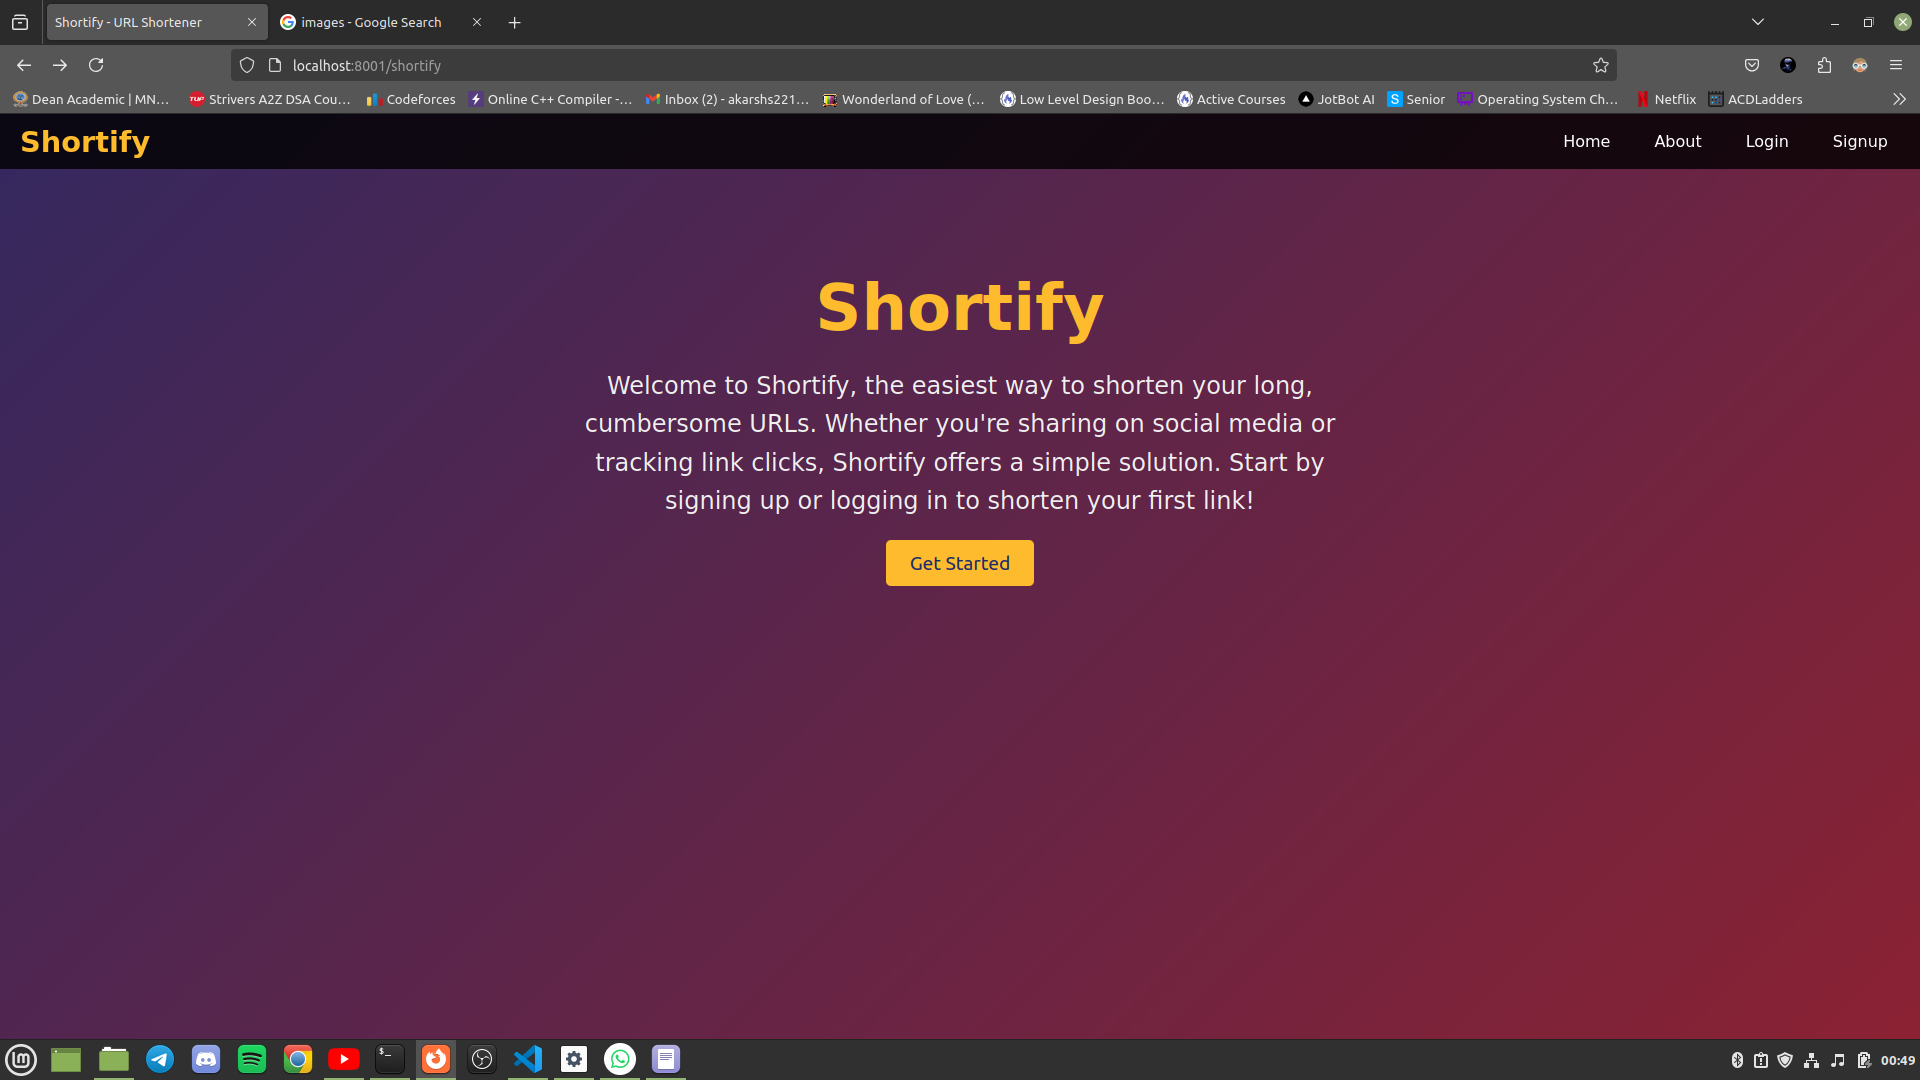 Shortify - URL Shortener
images - Google Search
localhost:8001/shortify
Dean Academic | MN…
Strivers A2Z DSA Cou…
Codeforces
Online C++ Compiler -…
Inbox (2) - akarshs221…
Wonderland of Love (…
Low Level Design Boo…
Active Courses
JotBot AI
Senior
Operating System Ch…
Netflix
ACDLadders
Shortify
Home
About
Login
Signup
Shortify
Welcome to Shortify, the easiest way to shorten your long,
cumbersome URLs. Whether you're sharing on social media or
tracking link clicks, Shortify offers a simple solution. Start by
signing up or logging in to shorten your first link!
Get Started
00:49